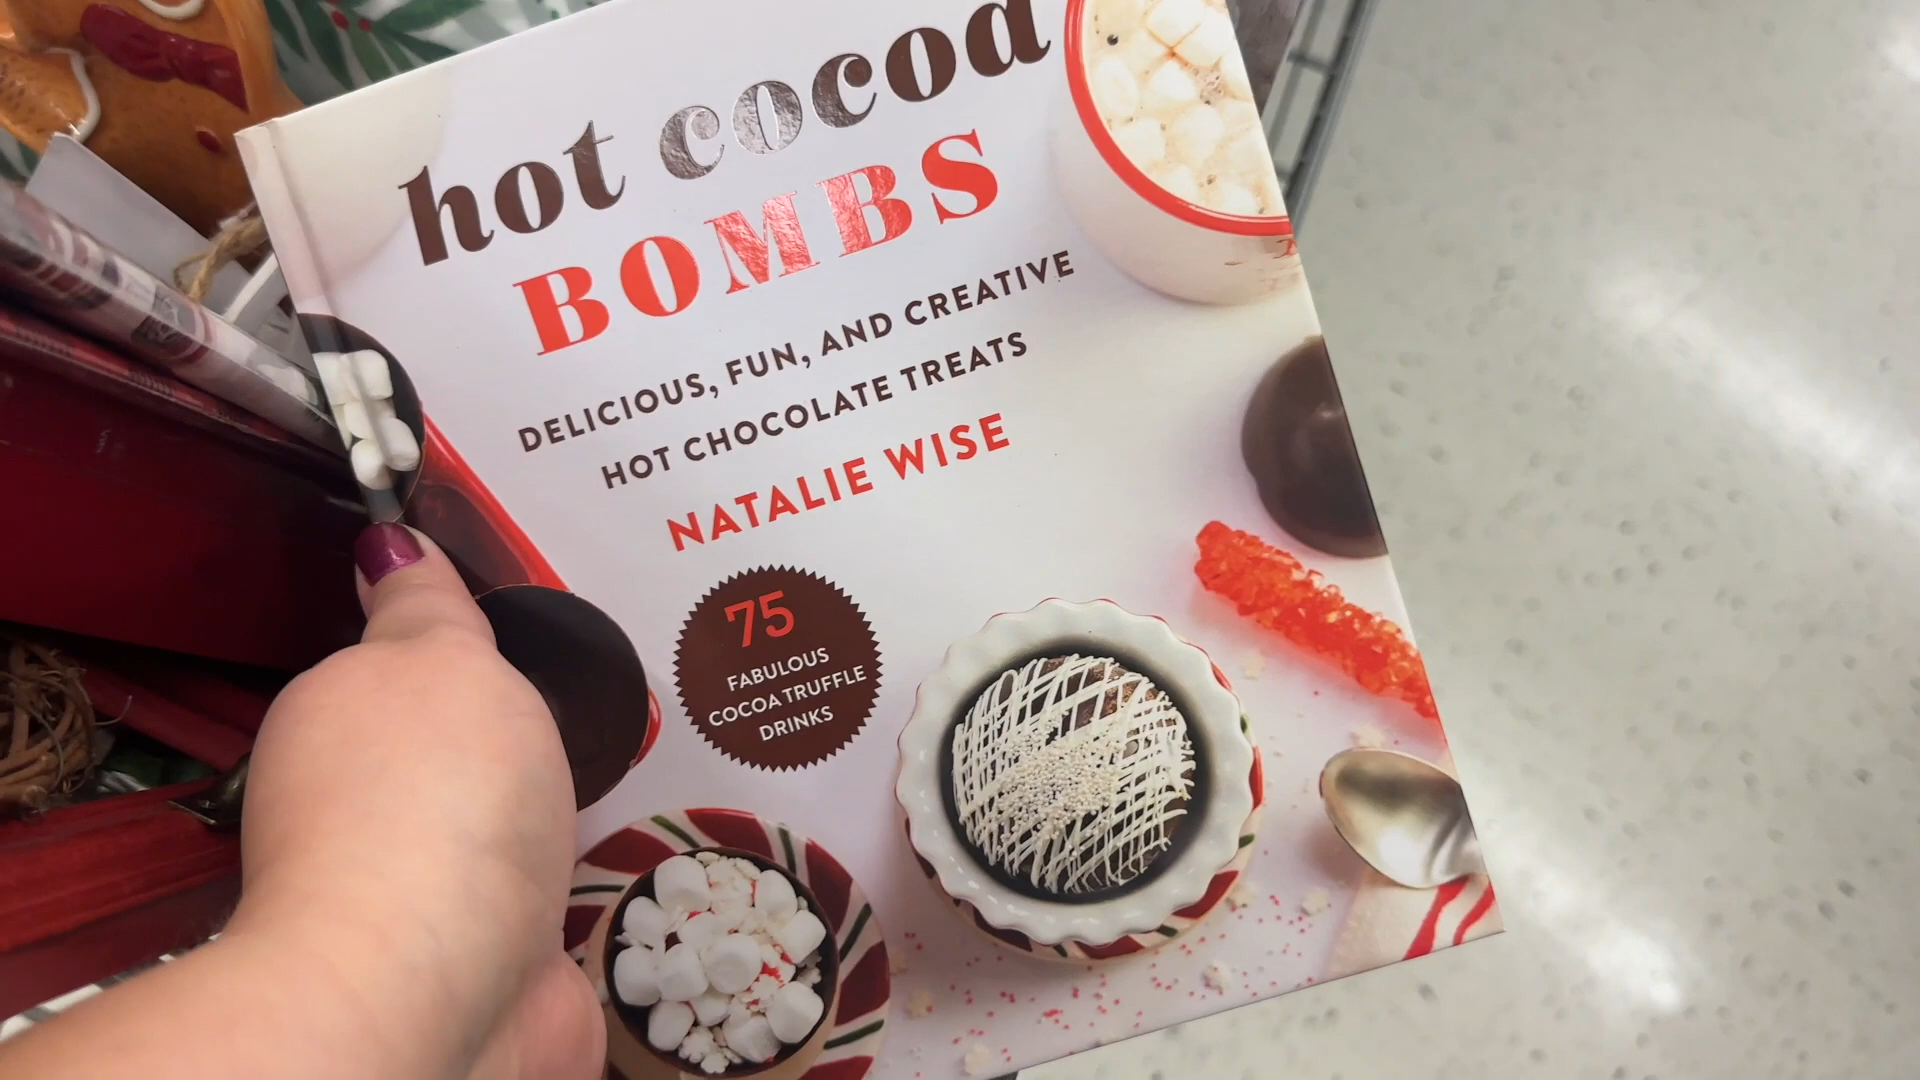 hot cocoa
BOMBS
DELICIOUS, FUN, AND CREATIVE
HOT CHOCOLATE TREATS
NATALIE WISE
75
FABULOUS
COCOA TRUFFLE
DRINKS